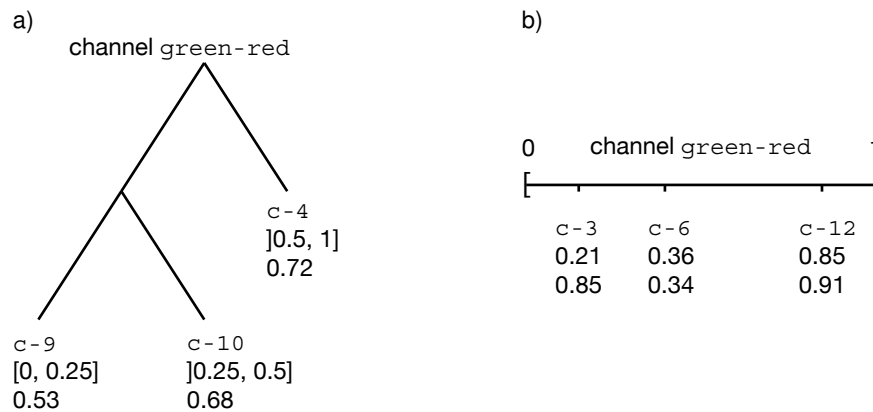 a)
channel green-red
c-4
]0.5, 1]
0.72
c-9
[0, 0.25]
0.53
c-10
]0.25, 0.5]
0.68
b)
0 channel green-red
c-3 c-6 c-12
0.21 0.36 0.85
0.85 0.34 0.91